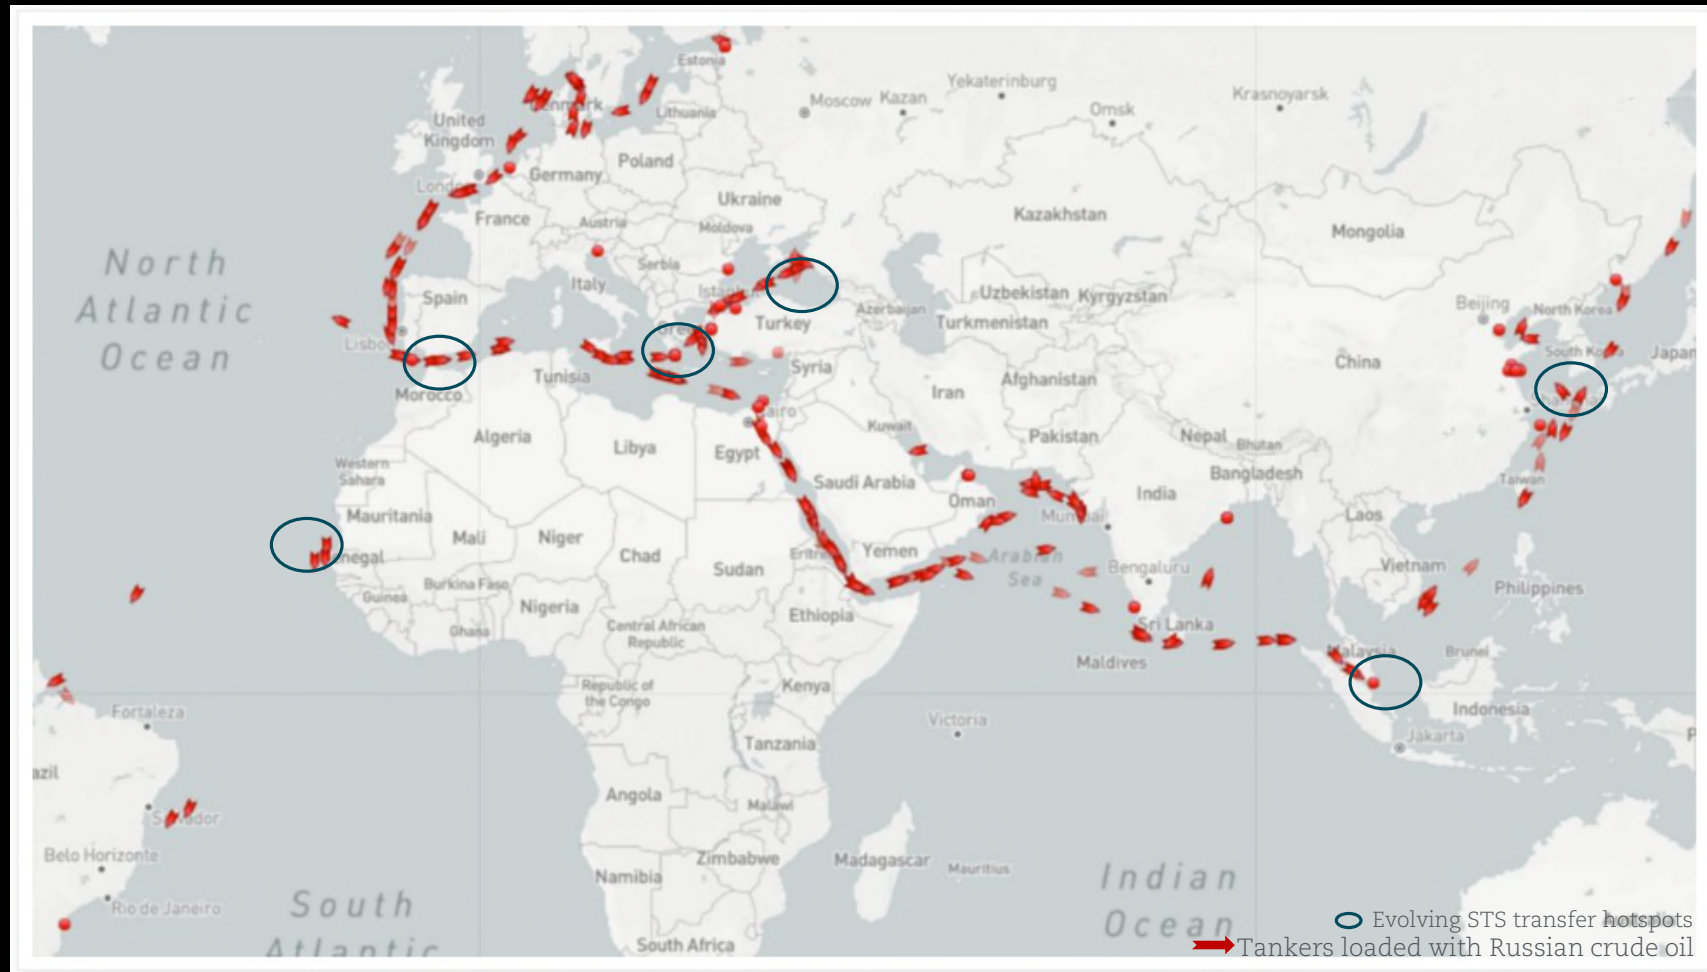 Estonia
Moscow
Kazan
Yekaterinburg
Omsk
Krasnoyarsk
Lithuania
United
Kingdom
Poland
Germany
Ukraine
France
Austria
Moldova
Kazakhstan
Mongolia
North
Atlantic
Ocean
Serbia
Italy
Spain
Uzbekistan
Kyrgyzstan
Azerbaijan
Turkmenistan
Turkey
Beijing
North Korea
Japan
China
Syria
Tunisia
Morocco
Iran
Afghanistan
Algeria
Libya
Egypt
Kuwait
Pakistan
Nepal
Bhutan
Bangladesh
Western
Sahara
Saudi Arabia
Oman
India
Taiwan
Mauritania
Mali
Niger
Chad
Sudan
Yemen
Laos
Arabian
Sea
Bengaluru
Vietnam
Philippines
Burkina Faso
Guinea
Nigeria
Ghana
Central African
Republic
Ethiopia
Sri Lanka
Maldives
Malaysia
Brunei
Republic of
the Congo
Kenya
Indonesia
Jakarta
Fortaleza
Victoria
Tanzania
azil
Angola
Malawi
Belo Horizonte
Zimbabwe
Madagascar
Mauritius
Namibia
Rio de Janeiro
South
Atlantic
South Africa
Indian
Ocean
Evolving STS transfer hotspots
Tankers loaded with Russian crude oil